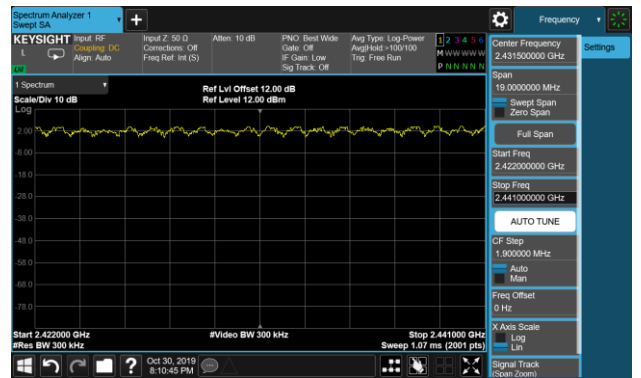 Spectrum Analyzer 1
Swept SA
Frequency
KEYSIGHT
L
LW
Input: RF
Coupling: DC
Align: Auto
Input Z: 50 Ω
Corrections: Off
Freq Ref: Int (S)
Atten: 10 dB
PNO: Best Wide
Gate: Off
IF Gain: Low
Sig Track: Off
Avg Type: Log-Power
Avg|Hold:>100/100
Trig: Free Run
1 2 3 4 5 6
M W W W W W
P N N N N N
1 Spectrum
Scale/Div 10 dB
Log
Ref Lvl Offset 12.00 dB
Ref Level 12.00 dBm
2.00
-8.00
-18.0
-28.0
-38.0
-48.0
-58.0
-68.0
-78.0
Start 2.422000 GHz
#Res BW 300 kHz
#Video BW 300 kHz
Stop 2.441000 GHz
Sweep 1.07 ms (2001 pts)
Oct 30, 2019
8:10:45 PM
?
Center Frequency
2.431500000 GHz
Span
19.0000000 MHz
Swept Span
Zero Span
Full Span
Start Freq
2.422000000 GHz
Stop Freq
2.441000000 GHz
AUTO TUNE
CF Step
1.900000 MHz
Auto
Man
Freq Offset
0 Hz
X Axis Scale
Log
Lin
Signal Track
(Span Zoom)
Settings